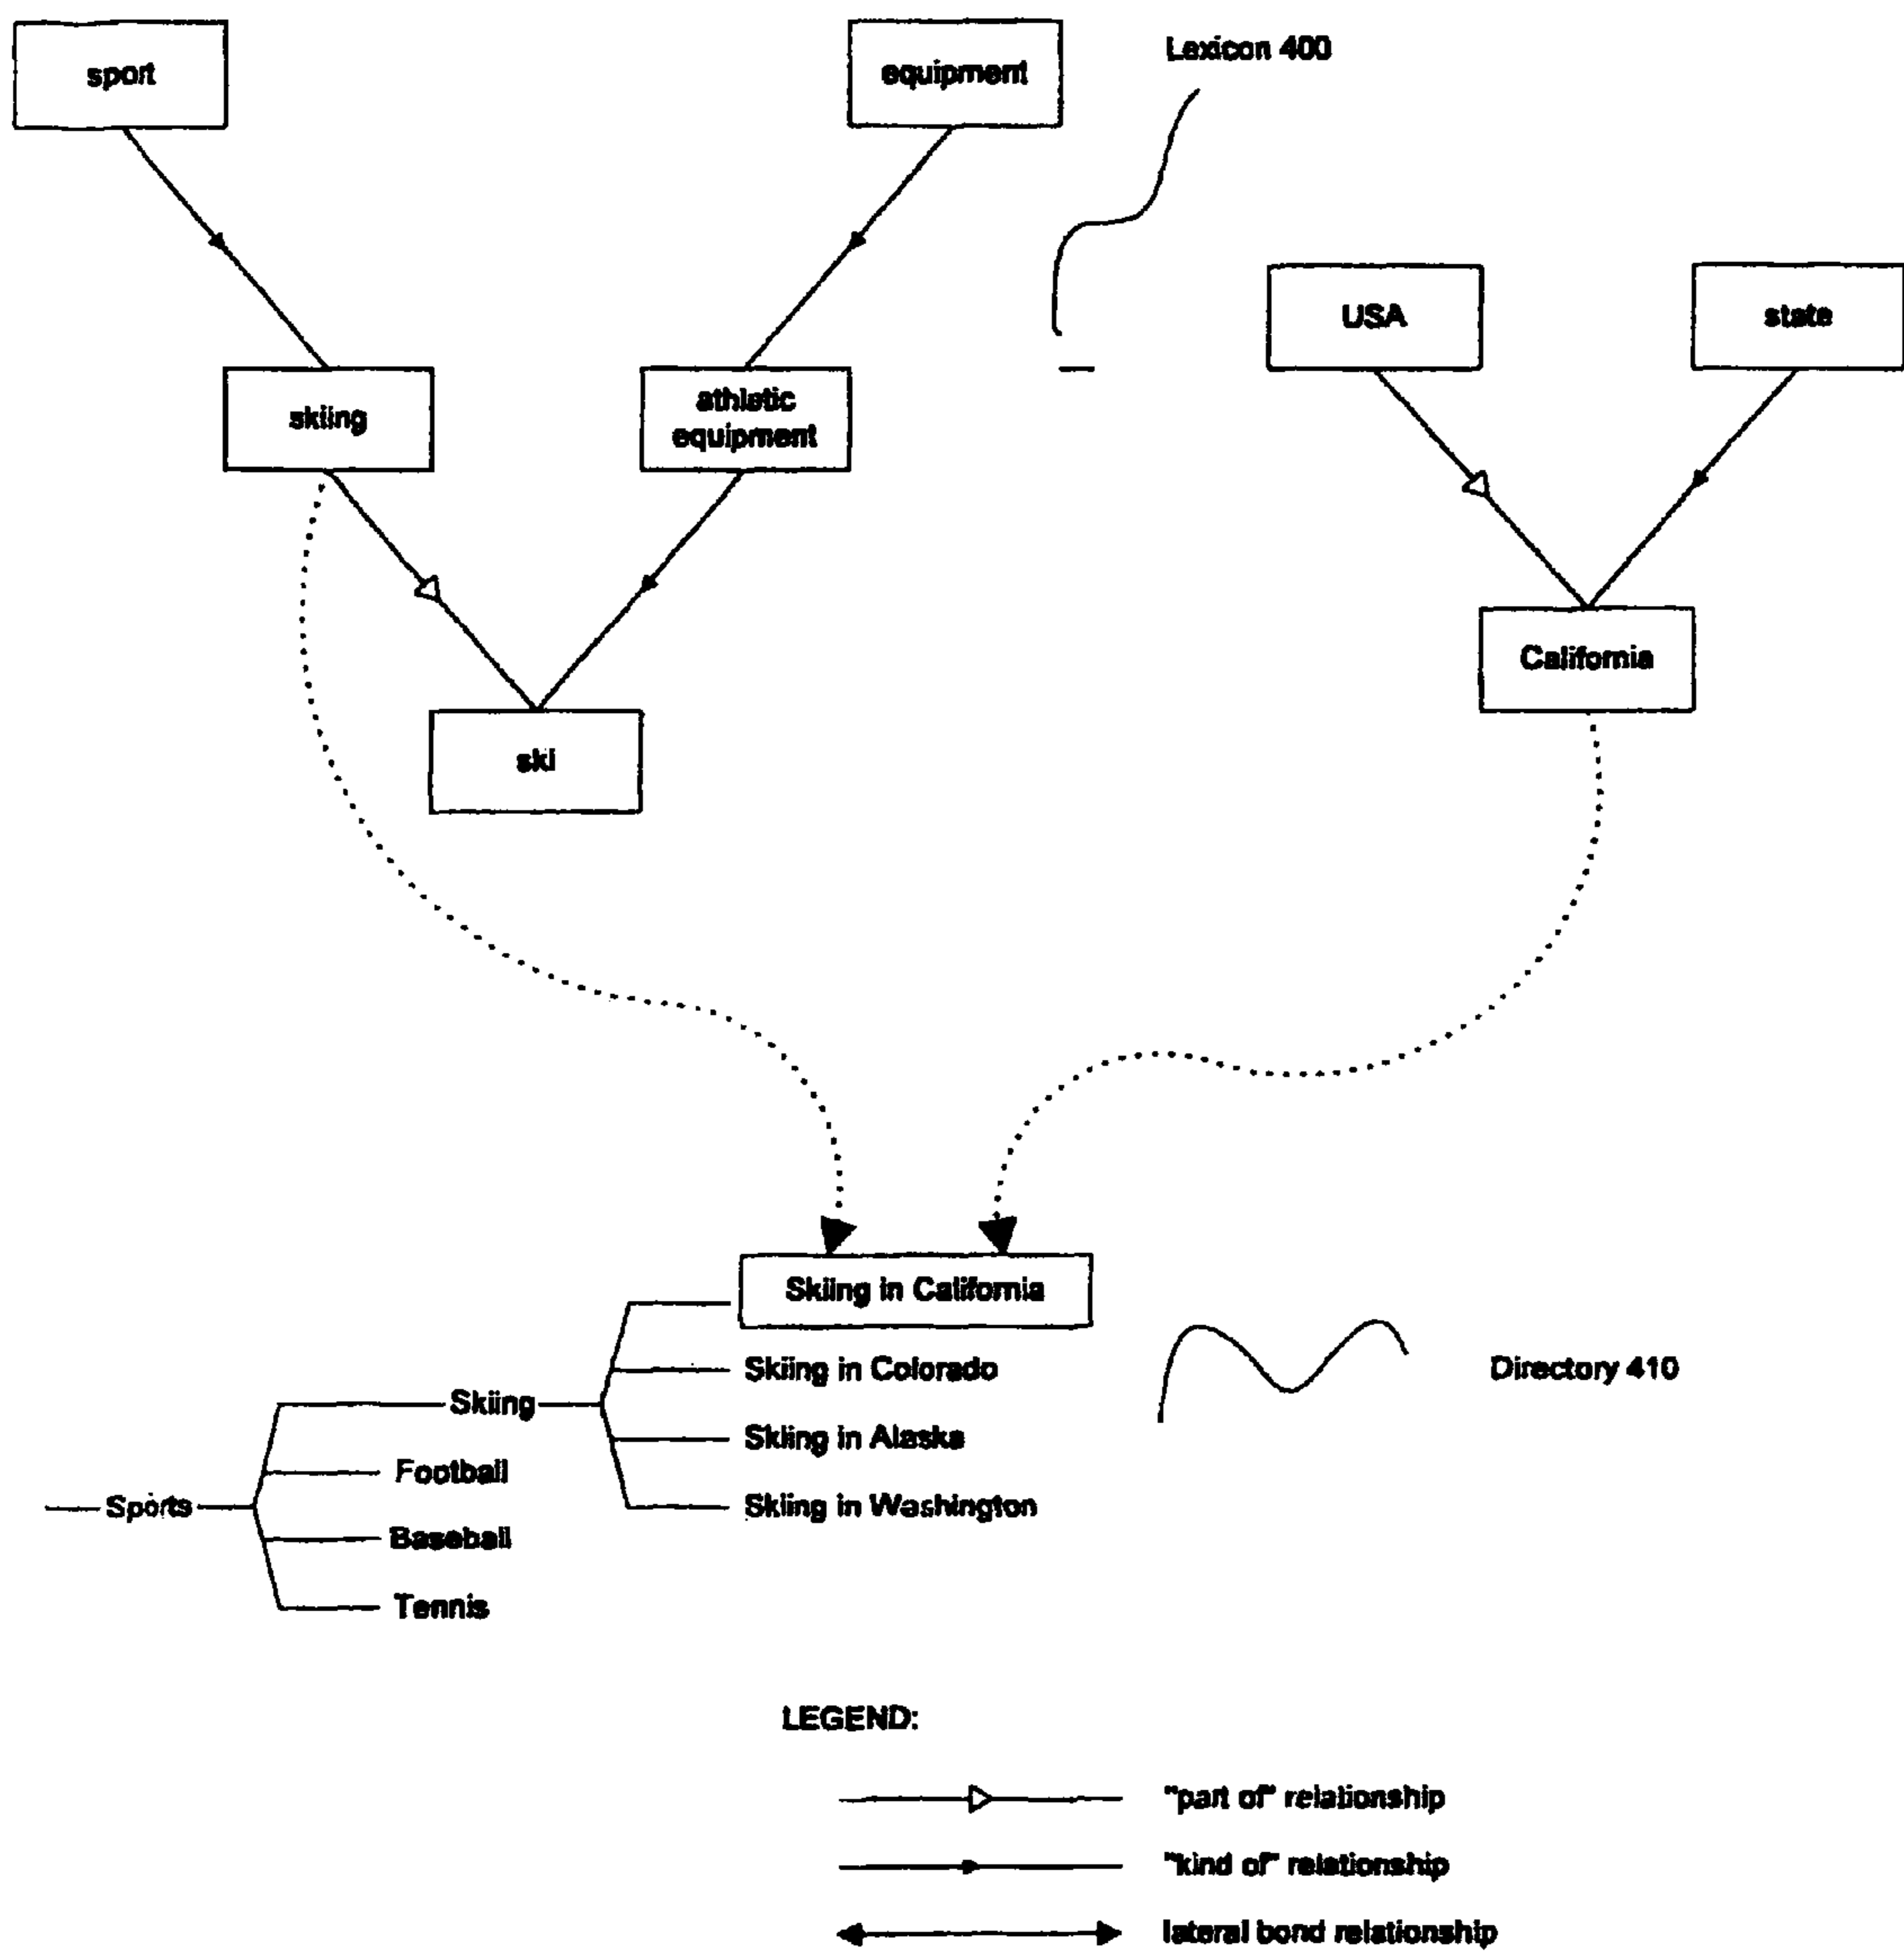 sport
equipment
Lexicon 400
USA
state
skiing
athletic
equipment
California
ski
Skiing in California
Skiing in Colorado
Skiing in Alaska
Skiing in Washington
Directory 410
Sports
Skiing
Football
Baseball
Tennis
LEGEND:
"part of" relationship
"kind of" relationship
lateral bond relationship